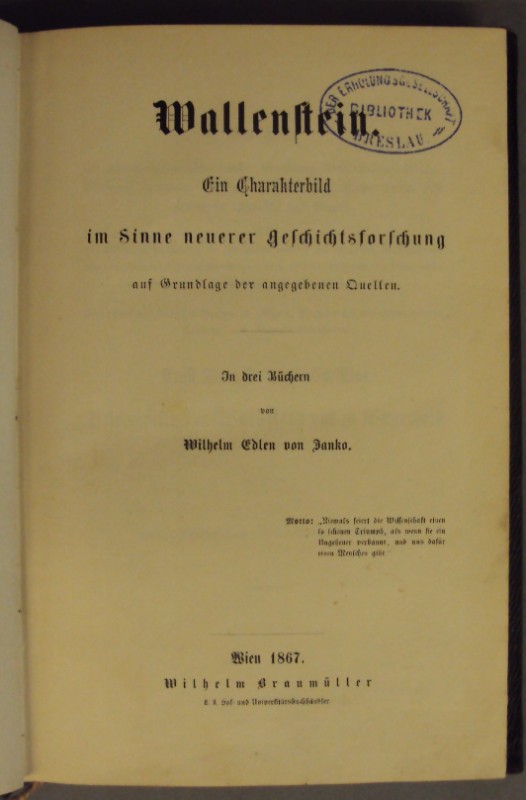 Wallenstein.
DER ERHOLUNGSGESELLSCHAFT
BIBLIOTHEK
BRESLAU
Ein Charakterbild
im Sinne neuerer Geschichtsforschung
auf Grundlage der angegebenen Quellen.
In drei Büchern
von
Wilhelm Edlen von Janko.
Motto: „Niemals feiert die Wissenschaft einen
so schönen Triumph, als wenn sie ein
Ungeheuer verbannt, und uns dafür
einen Menschen gibt
Wien 1867.
Wilhelm Braumüller
k. k. Hof- und Universitätsbuchhändler.